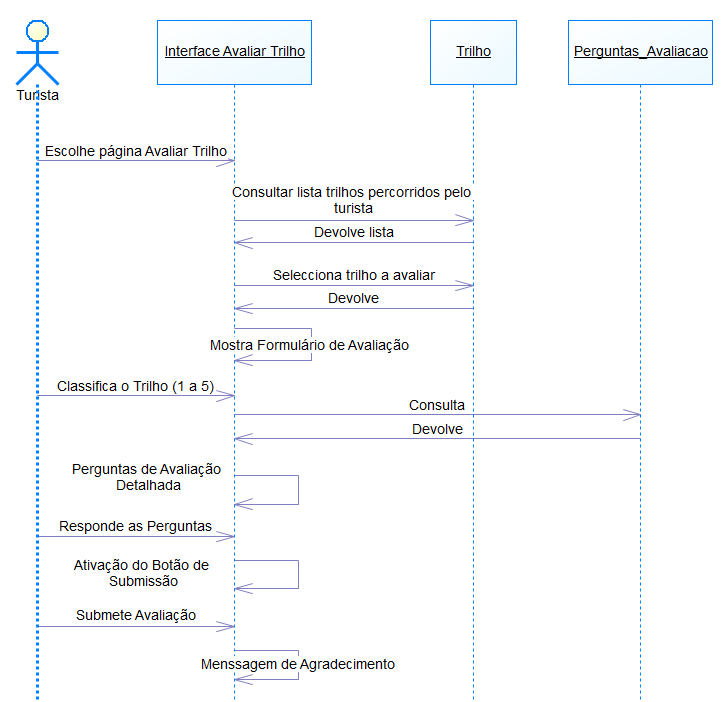 Turista
Interface Avaliar Trilho
Trilho
Perguntas_Avaliacao
Escolhe página Avaliar Trilho
Consultar lista trilhos percorridos pelo
turista
Devolve lista
Selecciona trilho a avaliar
Devolve
Mostra Formulário de Avaliação
Classifica o Trilho (1 a 5)
Consulta
Devolve
Perguntas de Avaliação
Detalhada
Responde as Perguntas
Ativação do Botão de
Submissão
Submete Avaliação
Menssagem de Agradecimento